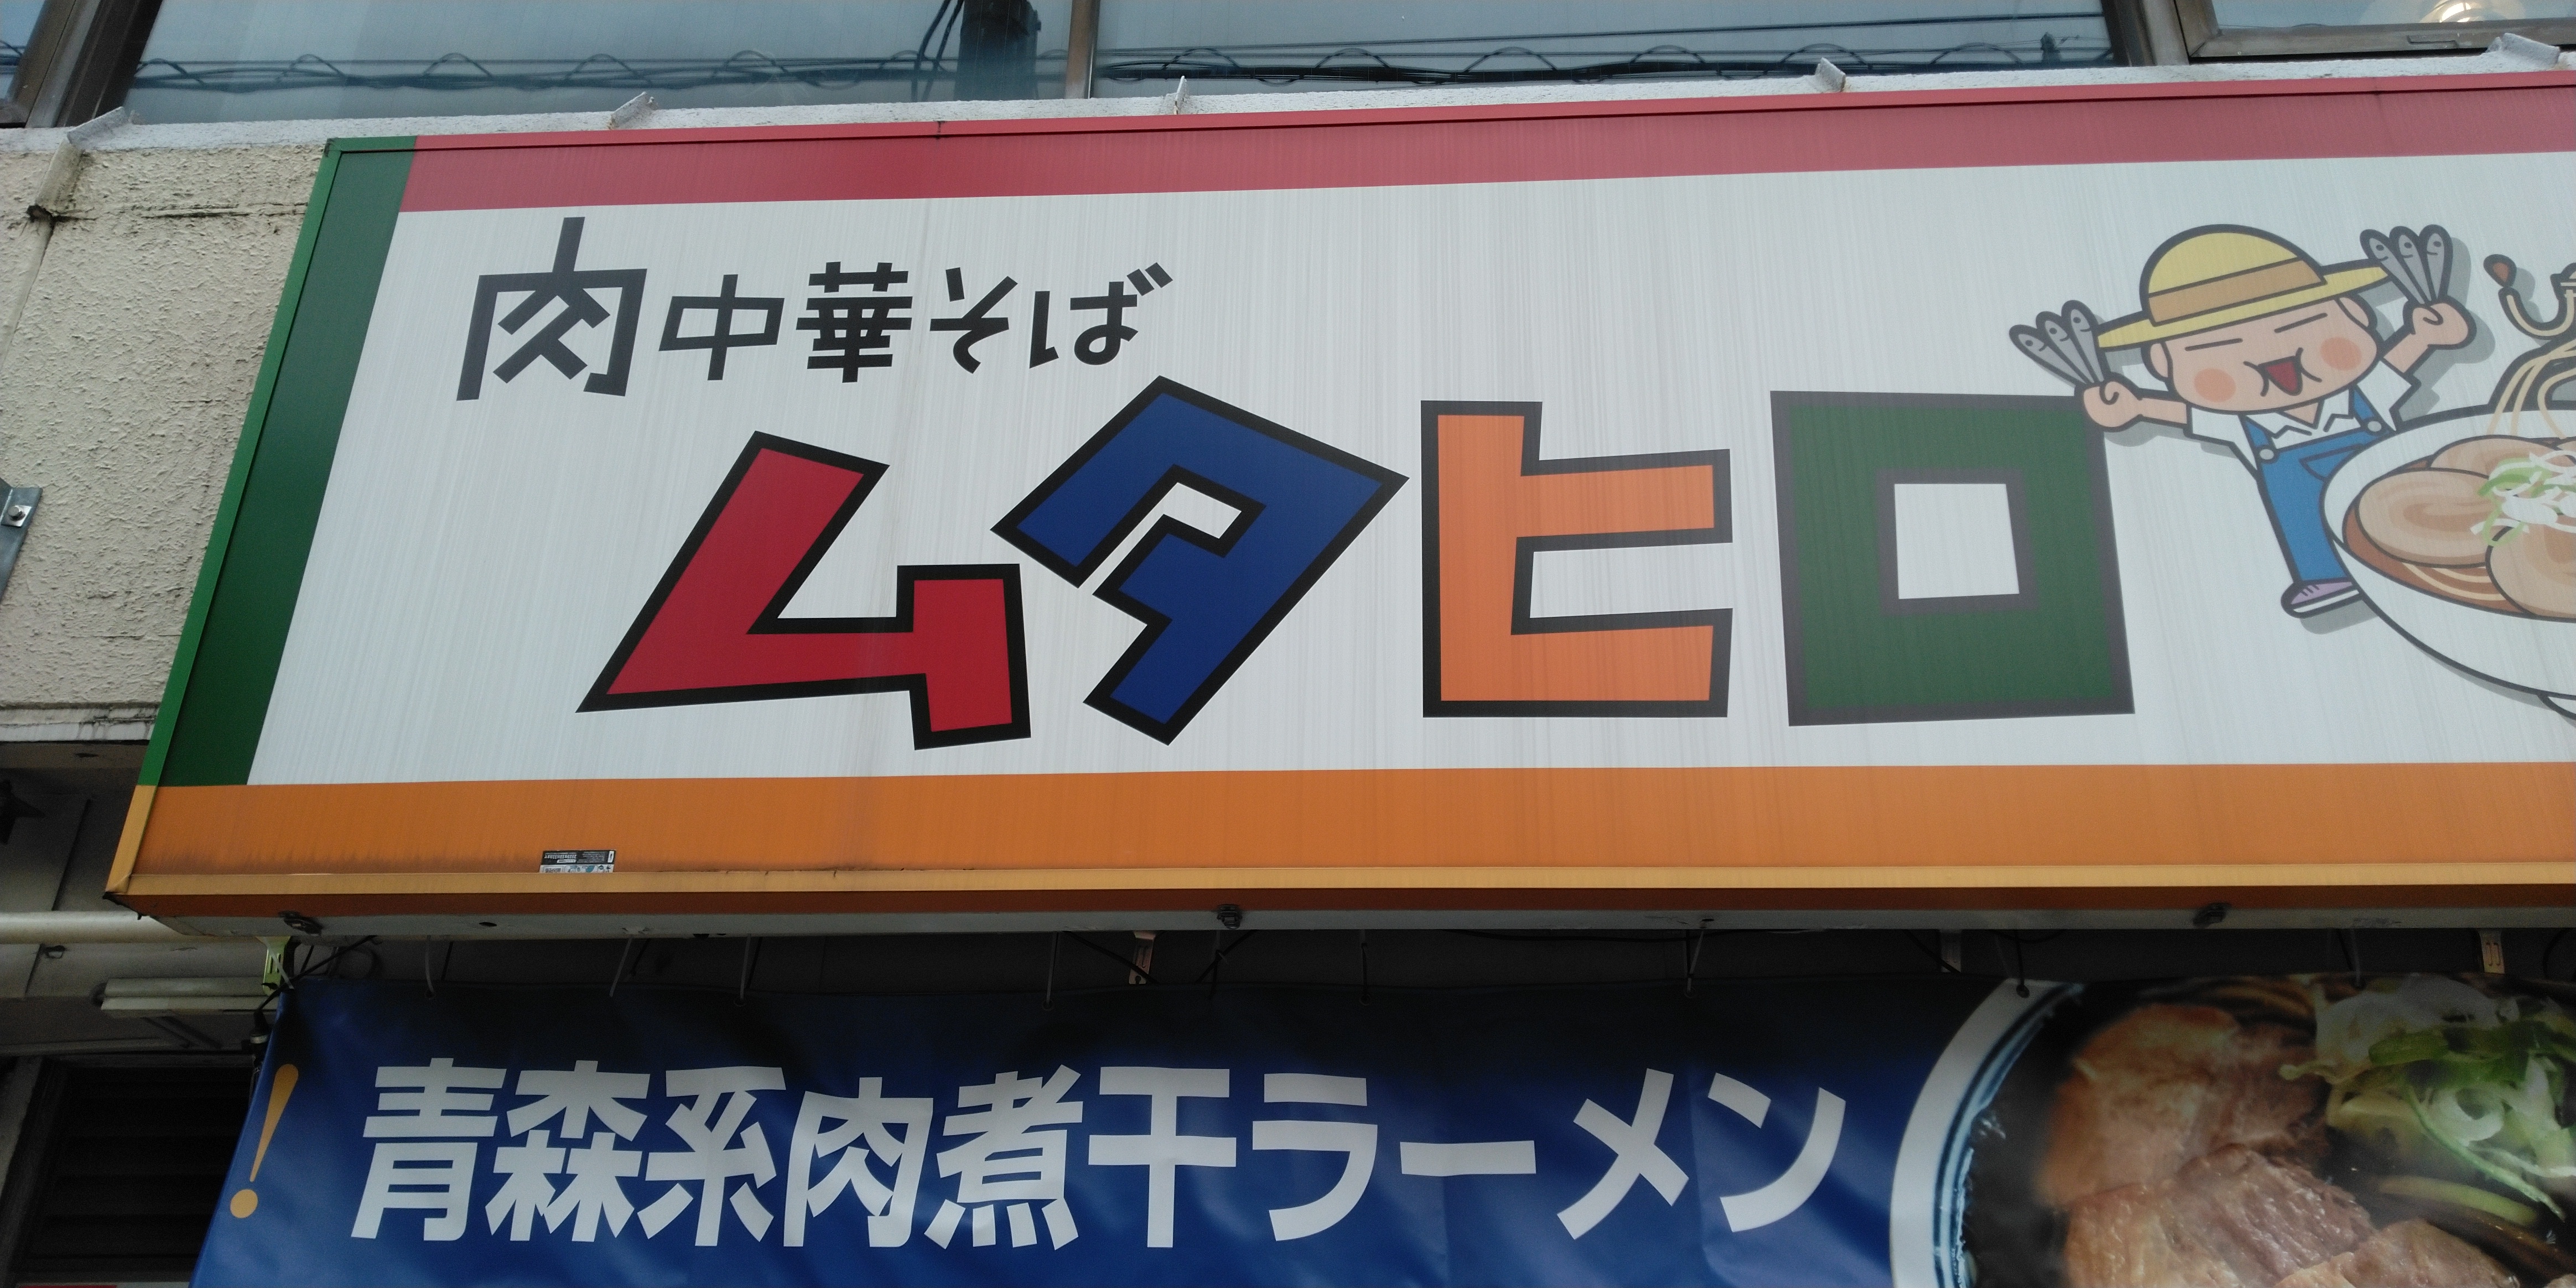 肉中華そば
ムタヒロ
! 青森系肉煮干ラーメン